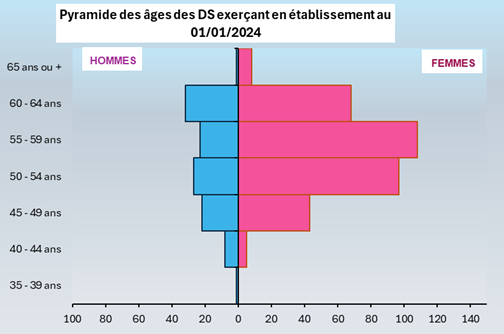 Pyramide des âges des DS exerçant en établissement au
01/01/2024
HOMMES
FEMMES
65 ans ou +
60 - 64 ans
55 - 59 ans
50 - 54 ans
45 - 49 ans
40 - 44 ans
35 - 39 ans
100 80 60 40 20 0 20 40 60 80 100 120 140